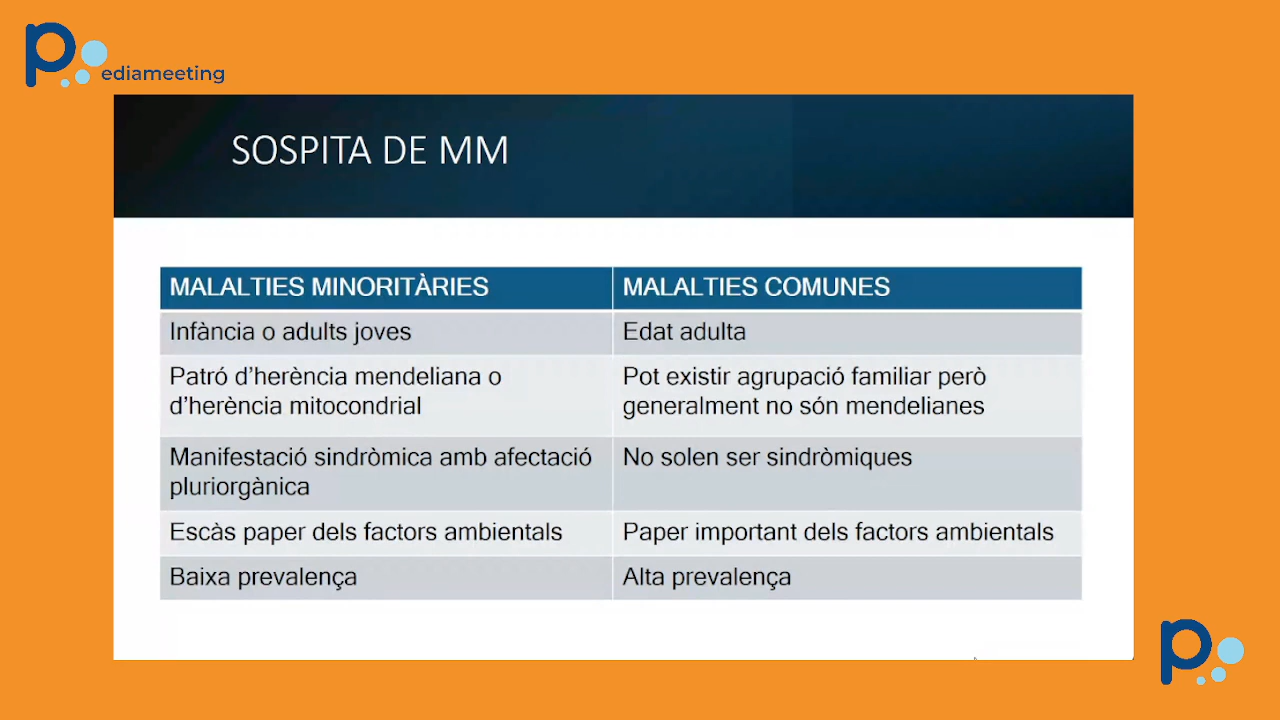 Pediameeting
SOSPITA DE MM
MALALTIES MINORITÀRIES
MALALTIES COMUNES
Infància o adults joves
Edat adulta
Patró d'herència mendeliana o
d'herència mitocondrial
Pot existir agrupació familiar però
generalment no són mendelianes
Manifestació sindròmica amb afectació
pluriorgànica
No solen ser sindròmiques
Escàs paper dels factors ambientals
Paper important dels factors ambientals
Baixa prevalença
Alta prevalença
p